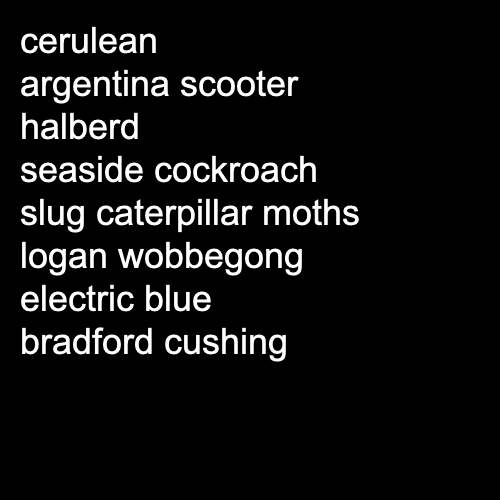 cerulean
argentina scooter
halberd
seaside cockroach
slug caterpillar moths
logan wobbegong
electric blue
bradford cushing